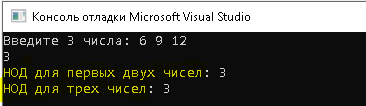 Консоль отладки Microsoft Visual Studio
Введите 3 числа: 6 9 12
3
НОД для первых двух чисел: 3
НОД для трех чисел: 3